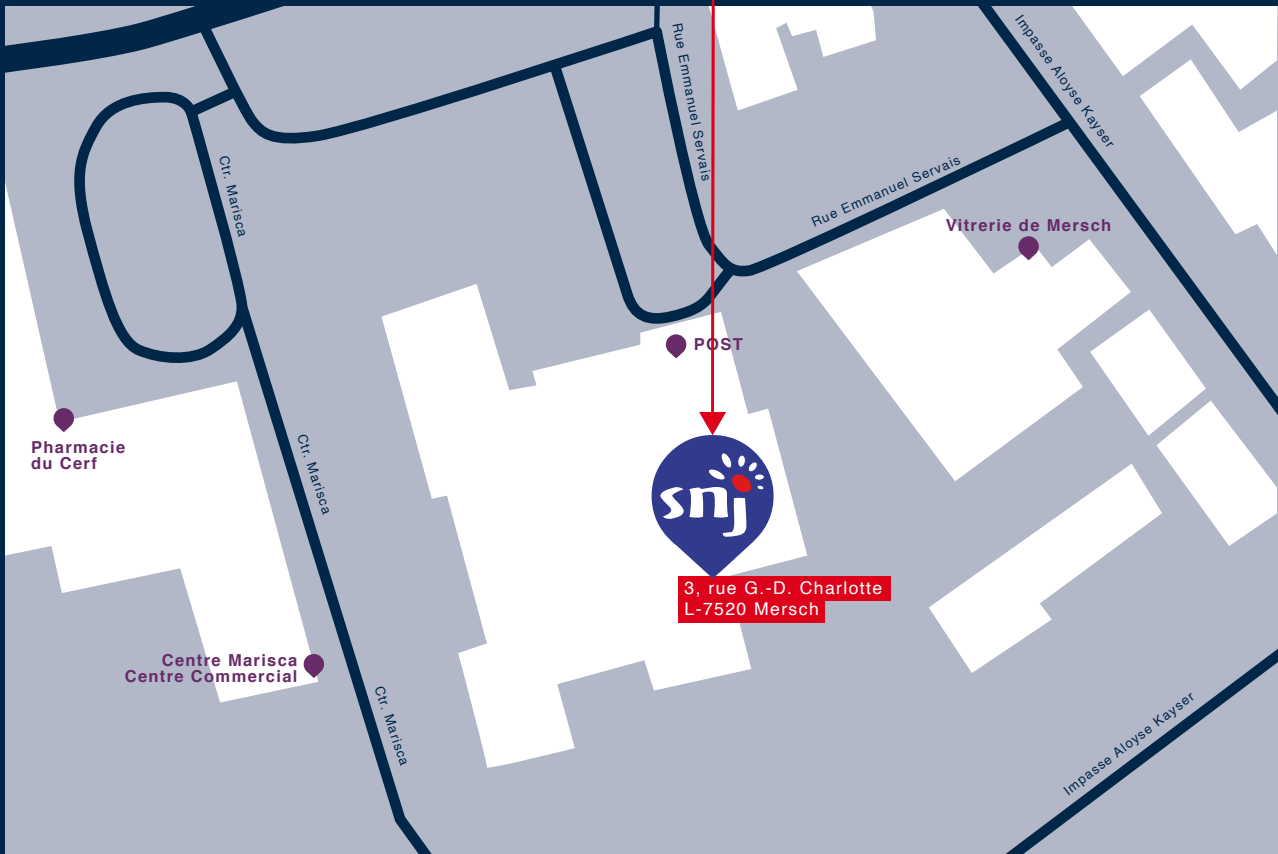 Impasse Aloyse Kayser
Rue Emmanuel Servais
Ctr. Marisca
Rue Emmanuel Servais
Vitrerie de Mersch
POST
Pharmacie
du Cerf
Ctr. Marisca
snj
3, rue G.-D. Charlotte
L-7520 Mersch
Centre Marisca
Centre Commercial
Ctr. Marisca
Impasse Aloyse Kayser